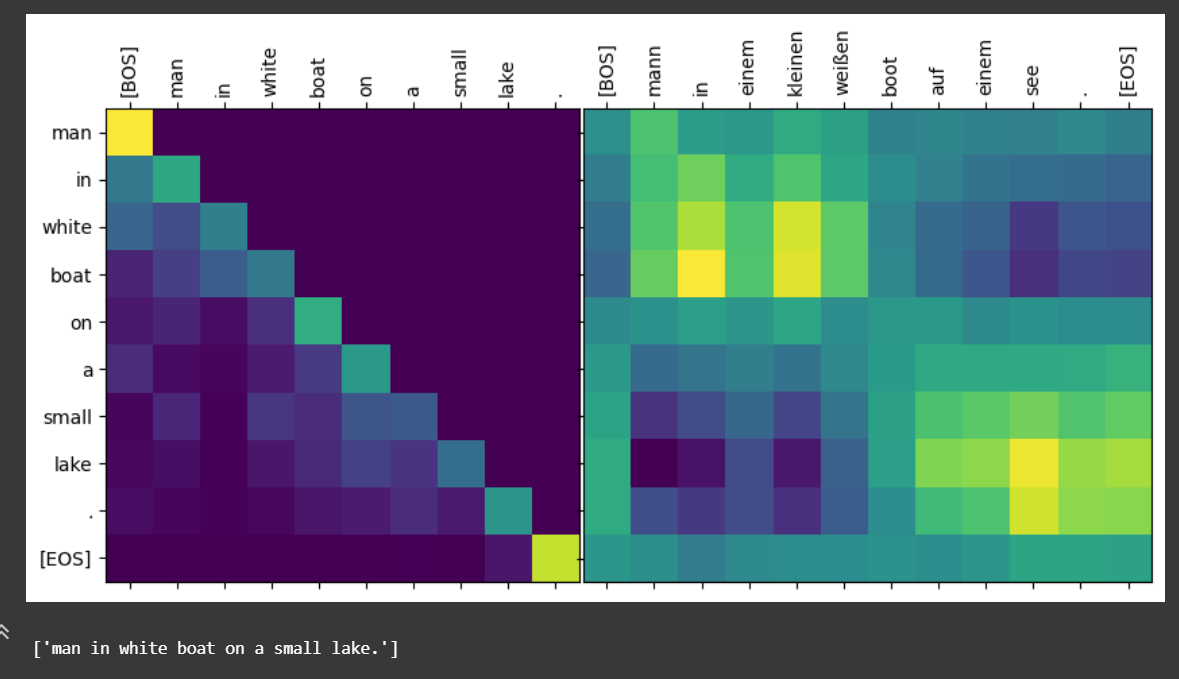 [BOS] man in white boat on a small lake .
[BOS] mann in einem kleinen weißen boot auf einem see . [EOS]
man
in
white
boat
on
a
small
lake
.
[EOS]
['man in white boat on a small lake.']